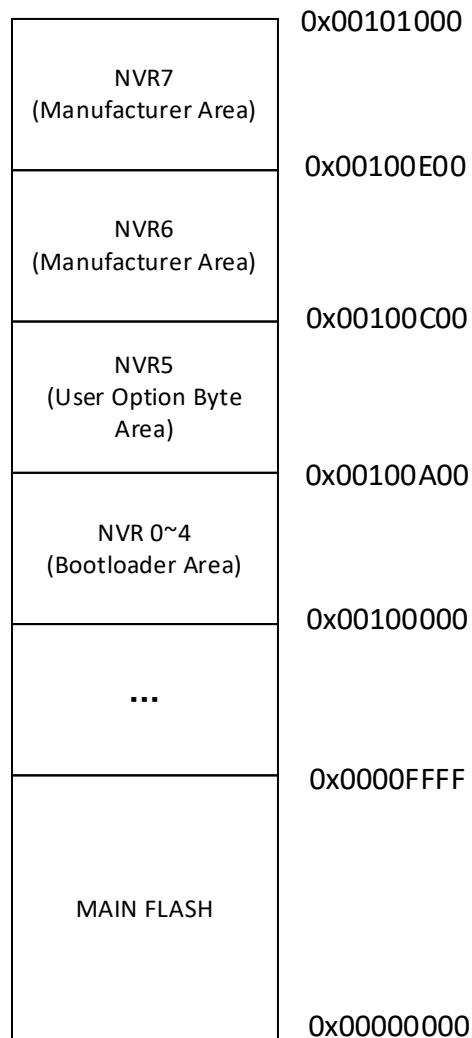 0x00101000
NVR7
(Manufacturer Area)
0x00100E00
NVR6
(Manufacturer Area)
0x00100C00
NVR5
(User Option Byte
Area)
0x00100A00
NVR 0~4
(Bootloader Area)
0x00100000
...
0x0000FFFF
MAIN FLASH
0x00000000